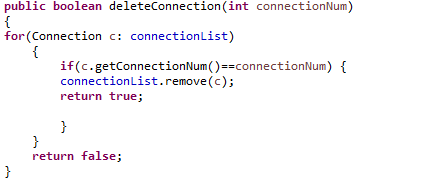 public boolean deleteConnection(int connectionNum)
{
for(Connection c: connectionList)
    {
        if(c.getConnectionNum()==connectionNum) {
        connectionList.remove(c);
        return true;

        }
    }
    return false;
}